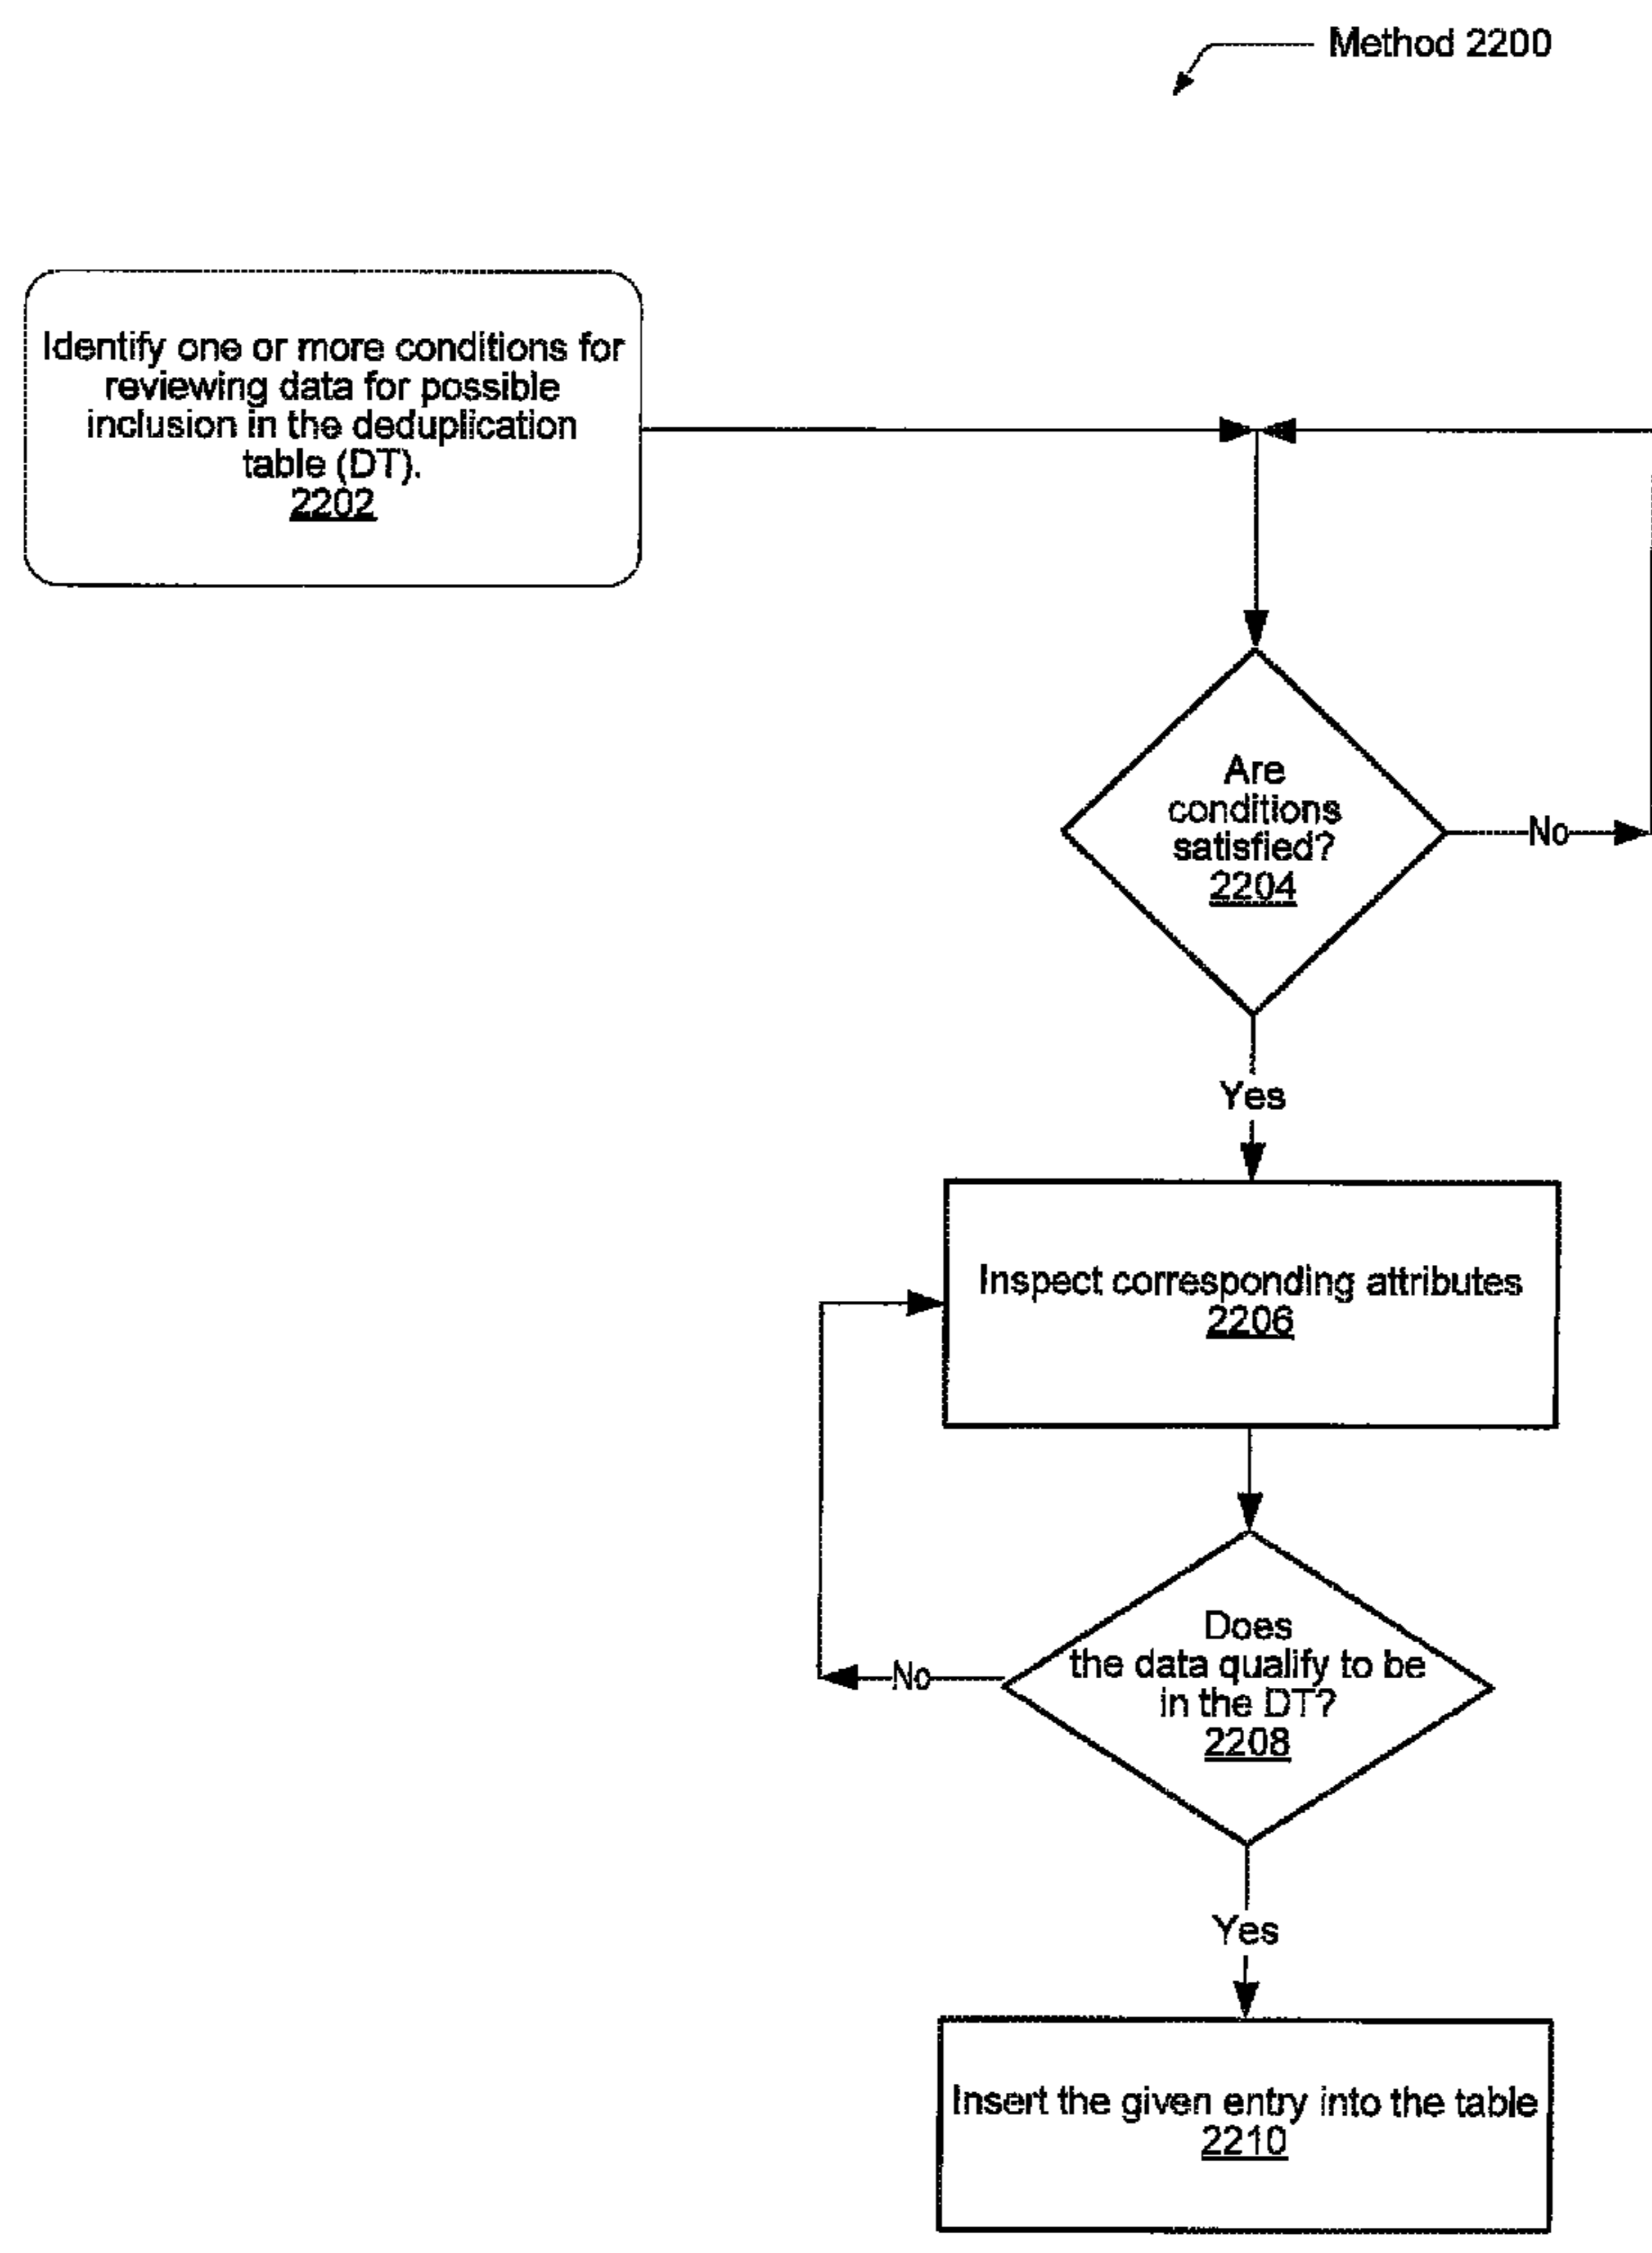 Method 2200
Identify one or more conditions for
reviewing data for possible
inclusion in the deduplication
table (DT).
2202
Are
conditions
satisfied?
2204
No
Yes
Inspect corresponding attributes
2206
Does
the data qualify to be
in the DT?
2208
No
Yes
Insert the given entry into the table
2210